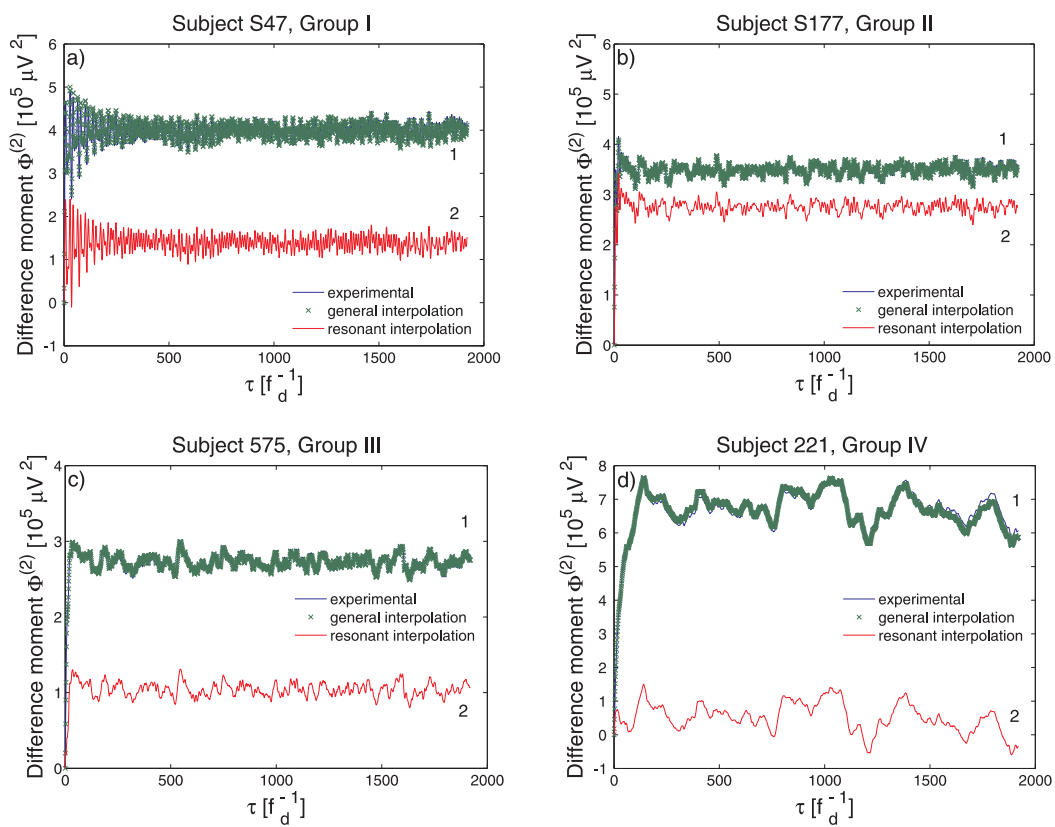 Subject S47, Group I
a)
Difference moment Φ(2) [10^5 μV^2]
6
5
4
3
2
1
0
-1
1
2
experimental
general interpolation
resonant interpolation
0 500 1000 1500 2000
τ [f_d^-1]
Subject S177, Group II
b)
Difference moment Φ(2) [10^5 μV^2]
6
5
4
3
2
1
0
1
2
experimental
general interpolation
resonant interpolation
0 500 1000 1500 2000
τ [f_d^-1]
Subject 575, Group III
c)
Difference moment Φ(2) [10^5 μV^2]
4
3
2
1
0
1
2
experimental
general interpolation
resonant interpolation
0 500 1000 1500 2000
τ [f_d^-1]
Subject 221, Group IV
d)
Difference moment Φ(2) [10^5 μV^2]
8
7
6
5
4
3
2
1
0
-1
1
2
experimental
general interpolation
resonant interpolation
0 500 1000 1500 2000
τ [f_d^-1]